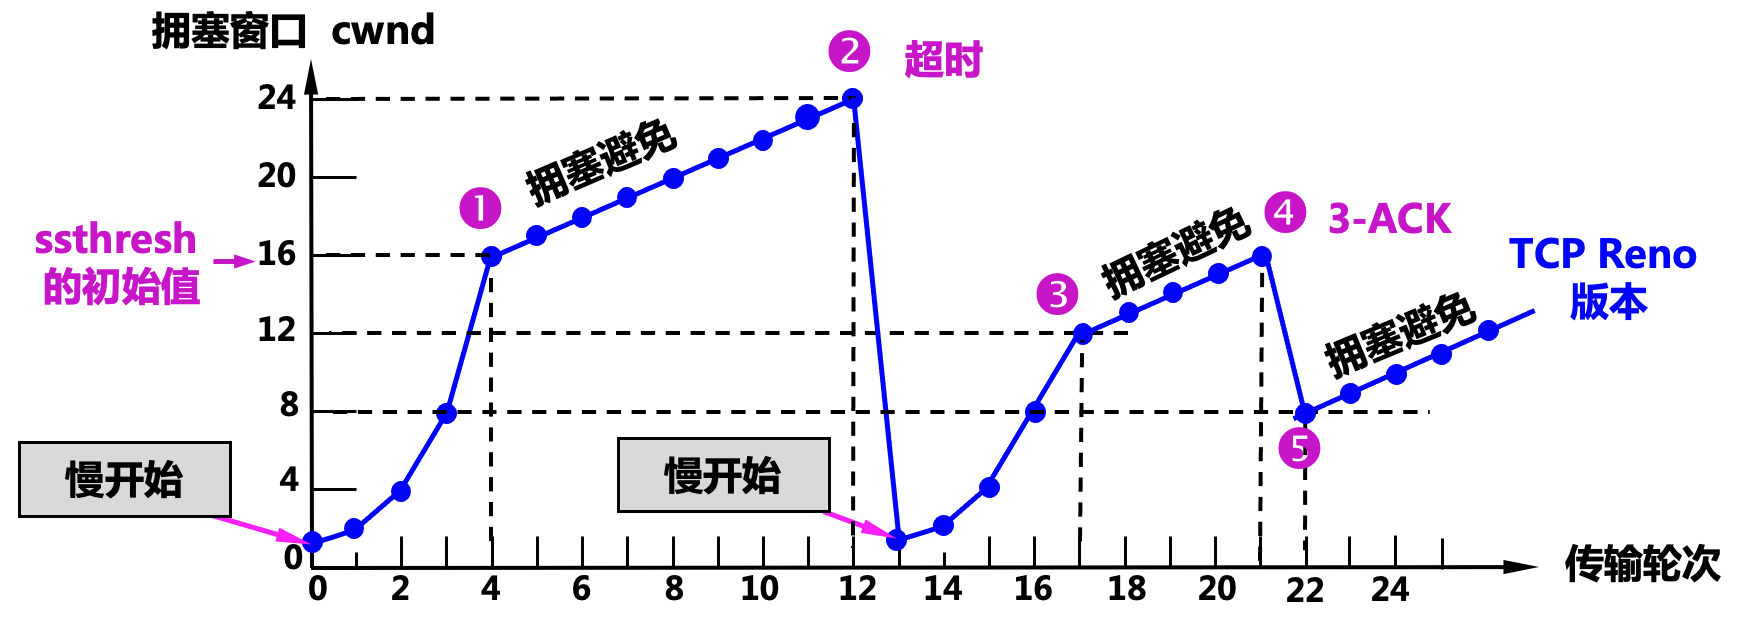 拥塞窗口 cwnd
❷ 超时
24
拥塞避免
20
❶
ssthresh
的初始值
16
❹ 3-ACK
拥塞避免
TCP Reno
版本
❸
12
拥塞避免
8
❺
慢开始
慢开始
4
0
0 2 4 6 8 10 12 14 16 18 20 22 24
传输轮次